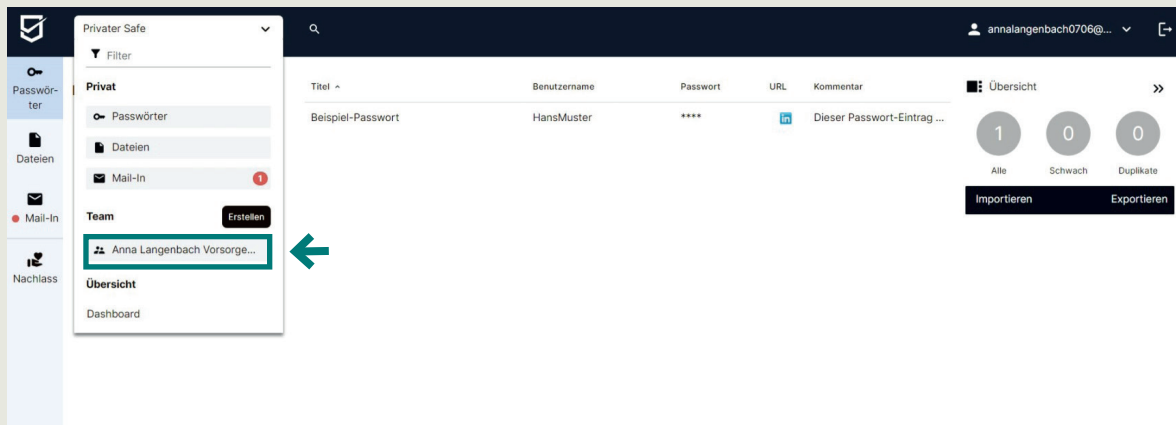 Privater Safe
annalangenbach0706@...
Filter
Passwör-
ter
Privat
Passwörter
Dateien
Mail-In 1
Dateien
Mail-In
Nachlass
Team Erstellen
Anna Langenbach Vorsorge...
Übersicht
Dashboard
Titel Benutzername Passwort URL Kommentar
Beispiel-Passwort HansMuster **** in Dieser Passwort-Eintrag ...
Übersicht
1 0 0
Alle Schwach Duplikate
Importieren Exportieren